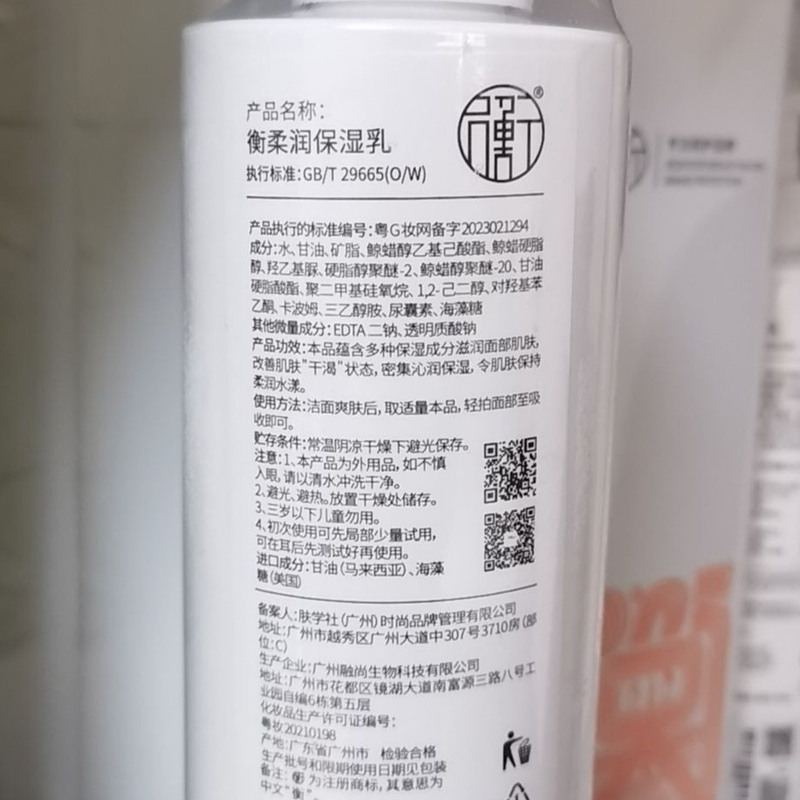 产品名称：
衡柔润保湿乳
执行标准：GB/T 29665(O/W)
产品执行的标准编号：粤G妆网备字2023021294
成分：水、甘油、矿脂、鲸蜡醇乙基己酸酯、鲸蜡硬脂
醇、羟乙基脲、硬脂醇聚醚-2、鲸蜡醇聚醚-20、甘油
硬脂酸酯、聚二甲基硅氧烷、1,2-己二醇、对羟基苯
乙酮、卡波姆、三乙醇胺、尿囊素、海藻糖
其他微量成分：EDTA 二钠、透明质酸钠
产品功效：本品蕴含多种保湿成分滋润面部肌肤，
改善肌肤"干渴"状态，密集沁润保湿，令肌肤保持
柔润水漾。
使用方法：洁面爽肤后，取适量本品，轻拍面部至吸
收即可。
贮存条件：常温阴凉干燥下避光保存。
注意：1、本产品为外用品，如不慎
入眼，请以清水冲洗干净。
2、避光、避热。放置干燥处储存。
3、三岁以下儿童勿用。
4、初次使用可先局部少量试用，
可在耳后先测试好再使用。
进口成分：甘油（马来西亚）、海藻
糖（美国）
备案人：肤学社（广州）时尚品牌管理有限公司
地址：广州市越秀区广州大道中307号3710房（部
位：C）
生产企业：广州融尚生物科技有限公司
地址：广州市花都区镜湖大道南富源三路八号工
业园自编6栋第五层
化妆品生产许可证编号：
粤妆20210198
产地：广东省广州市 检验合格
生产批号和限期使用日期见包装
备注：衡 为注册商标，其意思为
中文"衡"